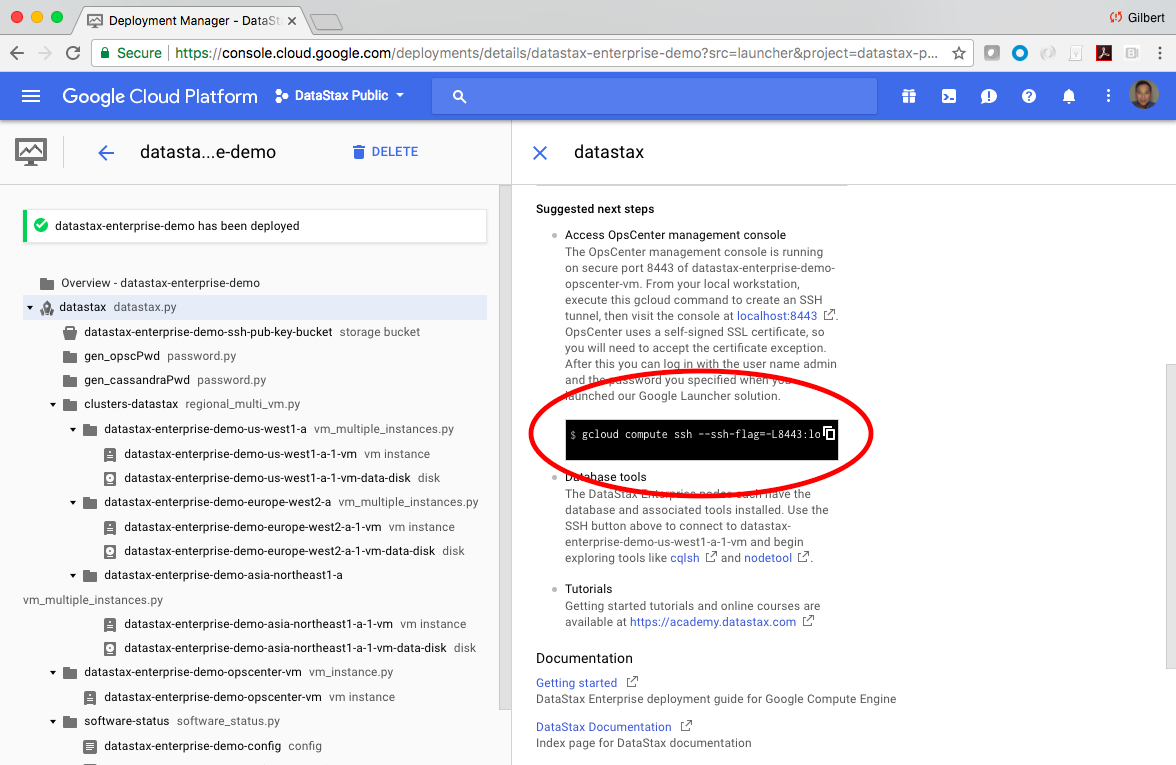 Deployment Manager - DataSt
Gilbert
Secure https://console.cloud.google.com/deployments/details/datastax-enterprise-demo?src=launcher&project=datastax-p...
Google Cloud Platform DataStax Public
datasta...e-demo DELETE
datastax-enterprise-demo has been deployed
Overview - datastax-enterprise-demo
datastax datastax.py
datastax-enterprise-demo-ssh-pub-key-bucket storage bucket
gen_opscPwd password.py
gen_cassandraPwd password.py
clusters-datastax regional_multi_vm.py
datastax-enterprise-demo-us-west1-a vm_multiple_instances.py
datastax-enterprise-demo-us-west1-a-1-vm vm instance
datastax-enterprise-demo-us-west1-a-1-vm-data-disk disk
datastax-enterprise-demo-europe-west2-a vm_multiple_instances.py
datastax-enterprise-demo-europe-west2-a-1-vm vm instance
datastax-enterprise-demo-europe-west2-a-1-vm-data-disk disk
datastax-enterprise-demo-asia-northeast1-a
vm_multiple_instances.py
datastax-enterprise-demo-asia-northeast1-a-1-vm vm instance
datastax-enterprise-demo-asia-northeast1-a-1-vm-data-disk disk
datastax-enterprise-demo-opscenter-vm vm_instance.py
datastax-enterprise-demo-opscenter-vm vm instance
software-status software_status.py
datastax-enterprise-demo-config config
datastax
Suggested next steps
Access OpsCenter management console
The OpsCenter management console is running
on secure port 8443 of datastax-enterprise-demo-
opscenter-vm. From your local workstation,
execute this gcloud command to create an SSH
tunnel, then visit the console at localhost:8443 .
OpsCenter uses a self-signed SSL certificate, so
you will need to accept the certificate exception.
After this you can log in with the user name admin
and the password you specified when you
launched our Google Launcher solution.
$ gcloud compute ssh --ssh-flag=-L8443:lo
Database tools
The DataStax Enterprise nodes each have the
database and associated tools installed. Use the
SSH button above to connect to datastax-
enterprise-demo-us-west1-a-1-vm and begin
exploring tools like cqlsh and nodetool .
Tutorials
Getting started tutorials and online courses are
available at https://academy.datastax.com
Documentation
Getting started
DataStax Enterprise deployment guide for Google Compute Engine
DataStax Documentation
Index page for DataStax documentation